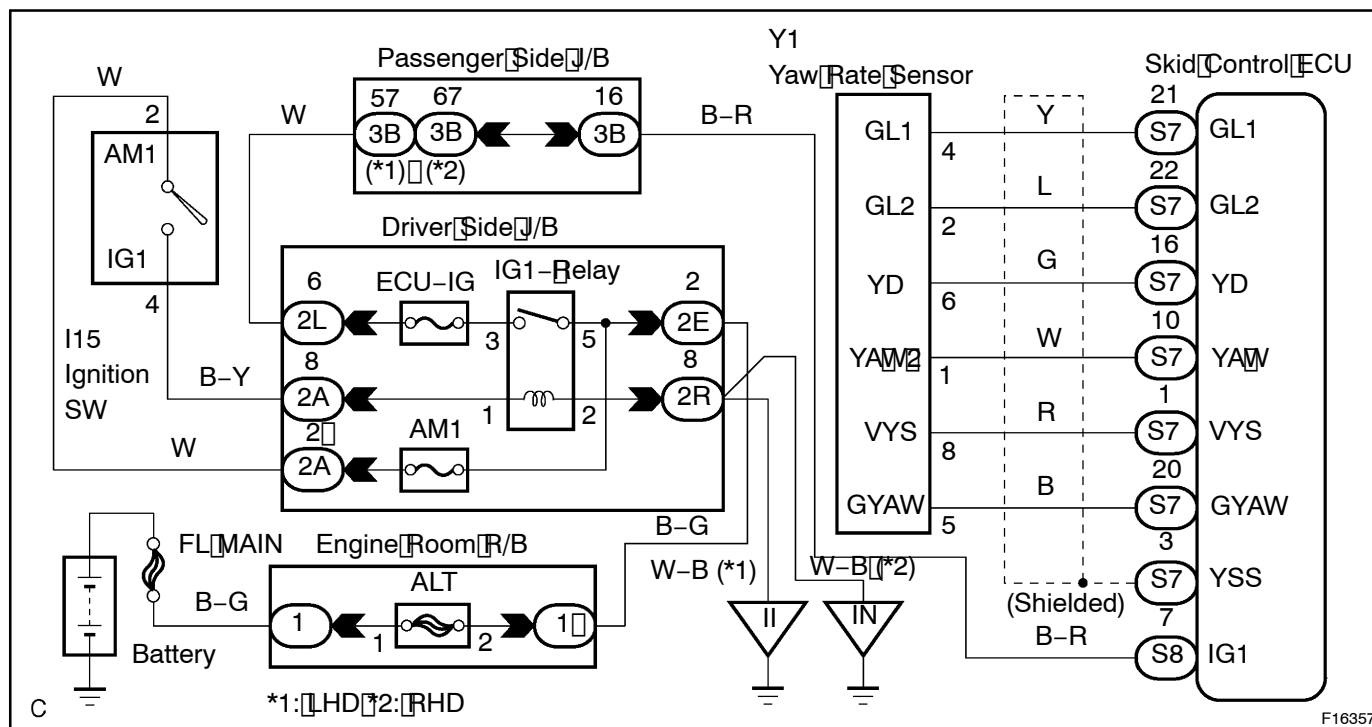 Y1
Passenger Side J/B
Yaw Rate Sensor
Skid Control ECU
W
57 67 16
3B 3B 3B
(*1) (*2)
W
B–R
2
AM1
IG1
4
I15
Ignition
SW
B–Y
W
Driver Side J/B
6 ECU–IG IG1–Relay 2
2L 3 5 2E
8 8
2A 1 2 2R
2 AM1
2A
B–G
FL MAIN Engine Room R/B
W–B (*1) W–B (*2)
ALT
B–G
1 1 2 1
II IN
Battery
*1: LHD *2: RHD
GL1 4 Y 21 S7 GL1
GL2 2 L 22 S7 GL2
YD 6 G 16 S7 YD
YAW2 1 W 10 S7 YAW
VYS 8 R 1 S7 VYS
GYAW 5 B 20 S7 GYAW
3 S7 YSS
(Shielded)
B–R 7 S8 IG1
C
F16357